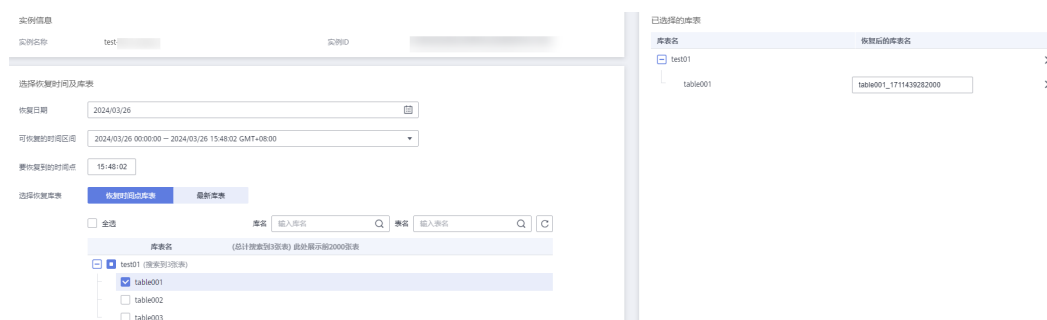 实例信息
实例名称 test- 实例ID
选择恢复时间及库表
恢复日期 2024/03/26
可恢复的时间区间 2024/03/26 00:00:00 — 2024/03/26 15:48:02 GMT+08:00
要恢复到的时间点 15:48:02
选择恢复库表 恢复时间点库表 最新库表
全选 库名 输入库名 表名 输入表名
库表名 (总计搜索到3张表) 此处展示前2000张表
test01 (搜索到3张表)
table001
table002
table003
已选择的库表
库表名 恢复后的库表名
test01
table001 table001_1711439282000